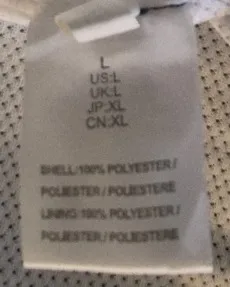 L
US:L
UK:L
JP:XL
CN:XL
SHELL:100% POLYESTER /
POLIESTER / POLIESTERE
LINING:100% POLYESTER /
POLIESTER / POLIESTERE